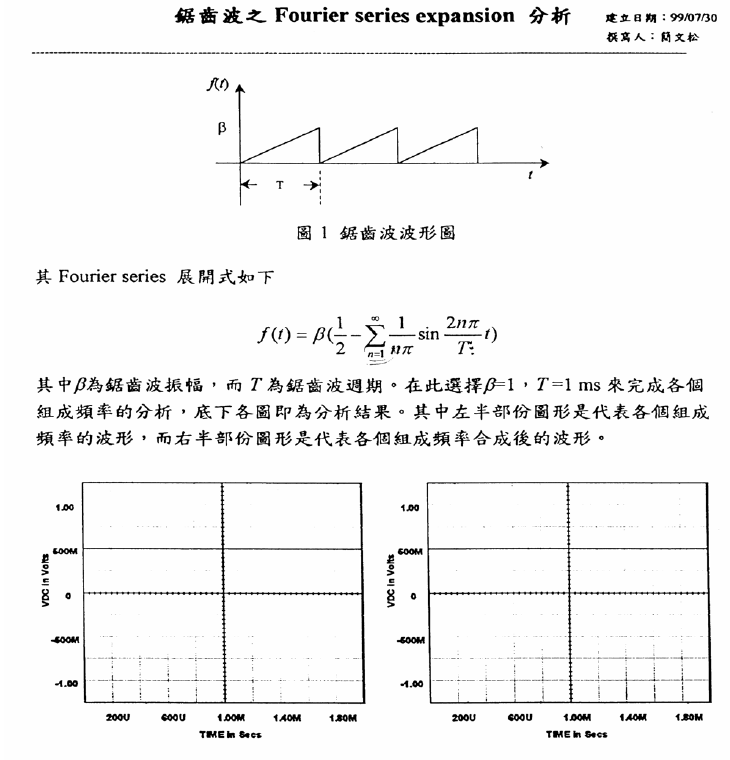 鋸齒波之 Fourier series expansion 分析
建立日期：99/07/30
撰寫人：簡文松
f(t)
β
T
t
圖 1 鋸齒波波形圖
其 Fourier series 展開式如下
f(t) = β(1/2 − ∑_{n=1}^{∞} 1/nπ sin 2nπ/T t)
其中β為鋸齒波振幅，而 T 為鋸齒波週期。在此選擇β=1，T=1 ms 來完成各個
組成頻率的分析，底下各圖即為分析結果。其中左半部份圖形是代表各個組成
頻率的波形，而右半部份圖形是代表各個組成頻率合成後的波形。
1.00
500M
0
-500M
-1.00
VDC in Volts
200U 600U 1.00M 1.40M 1.80M
TIME in Secs
1.00
500M
0
-500M
-1.00
VDC in Volts
200U 600U 1.00M 1.40M 1.80M
TIME in Secs